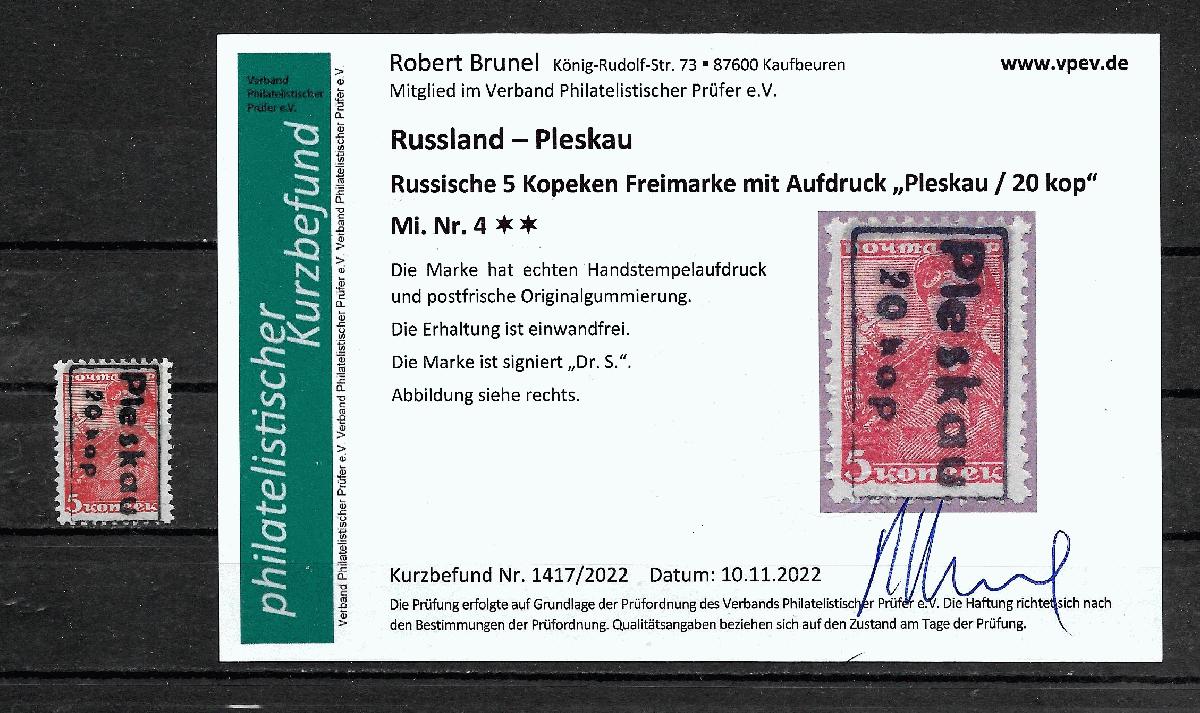 Verband
Philatelistischer
Prüfer e.V.
philatelistischer
Kurzbefund
Verband Philatelistischer Prüfer e.V. Verband Philatelistischer Prüfer e.V. Verband Philatelistischer Prüfer e.V.
Robert Brunel König-Rudolf-Str. 73 ▪ 87600 Kaufbeuren
www.vpev.de
Mitglied im Verband Philatelistischer Prüfer e.V.
Russland – Pleskau
Russische 5 Kopeken Freimarke mit Aufdruck „Pleskau / 20 kop“
Mi. Nr. 4 ✶✶
Die Marke hat echten Handstempelaufdruck
und postfrische Originalgummierung.
Die Erhaltung ist einwandfrei.
Die Marke ist signiert „Dr. S.“.
Abbildung siehe rechts.
Pleskau
20 kop
5 копеек
Pleskau
20 kop
5 копеек
Kurzbefund Nr. 1417/2022 Datum: 10.11.2022
Die Prüfung erfolgte auf Grundlage der Prüfordnung des Verbands Philatelistischer Prüfer e.V. Die Haftung richtet sich nach
den Bestimmungen der Prüfordnung. Qualitätsangaben beziehen sich auf den Zustand am Tage der Prüfung.